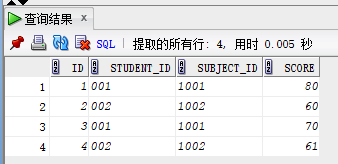 查询结果 ×
SQL | 提取的所有行: 4, 用时 0.005 秒
ID STUDENT_ID SUBJECT_ID SCORE
1 1 001 1001 80
2 2 002 1002 60
3 3 001 1001 70
4 4 002 1002 61